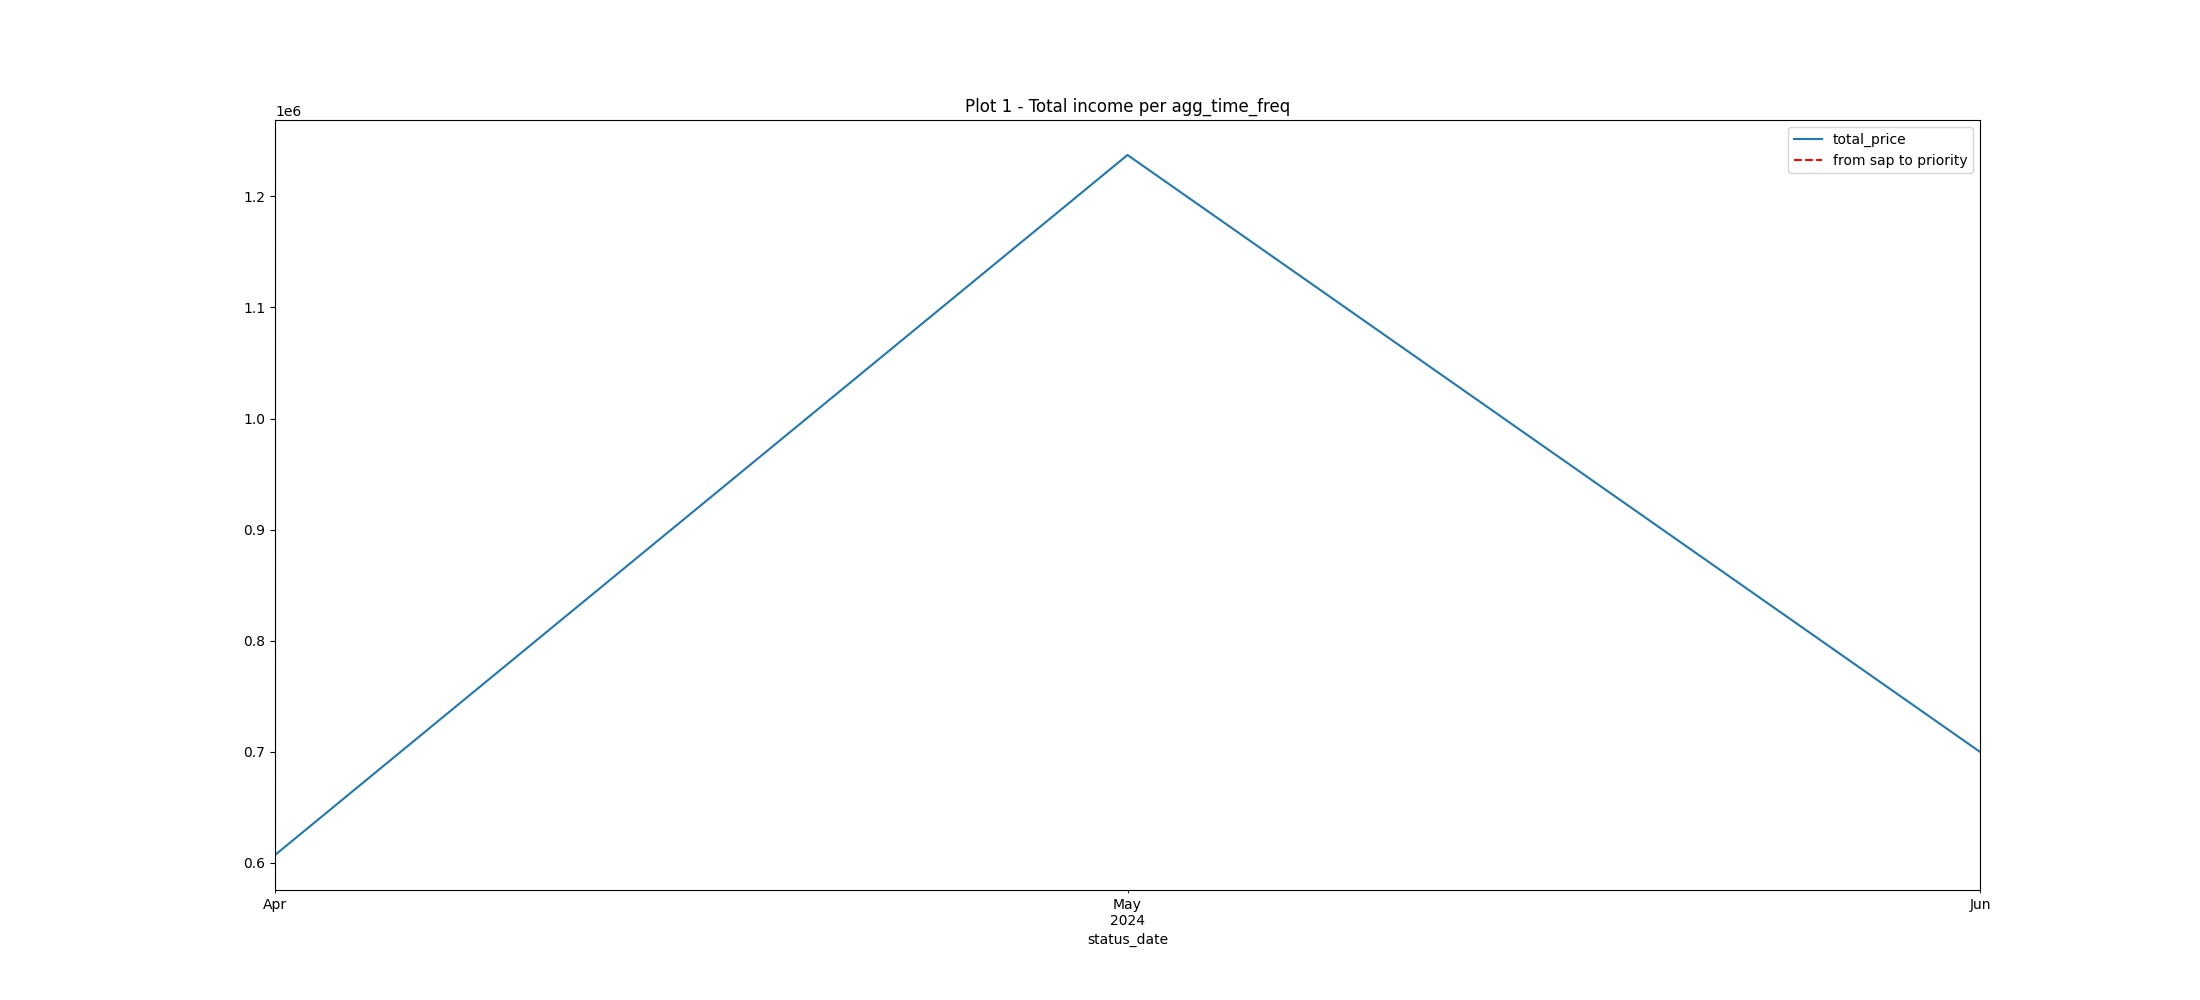 Plot 1 - Total income per agg_time_freq
1e6
total_price
from sap to priority
1.2
1.1
1.0
0.9
0.8
0.7
0.6
Apr
May
Jun
2024
status_date